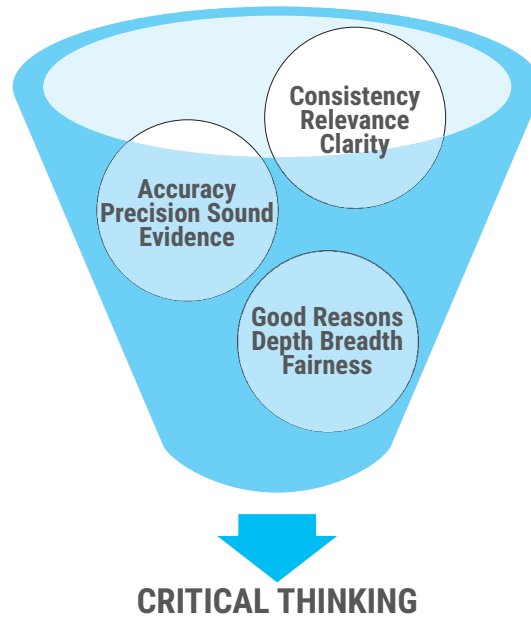 Consistency
Relevance
Clarity
Accuracy
Precision Sound
Evidence
Good Reasons
Depth Breadth
Fairness
CRITICAL THINKING